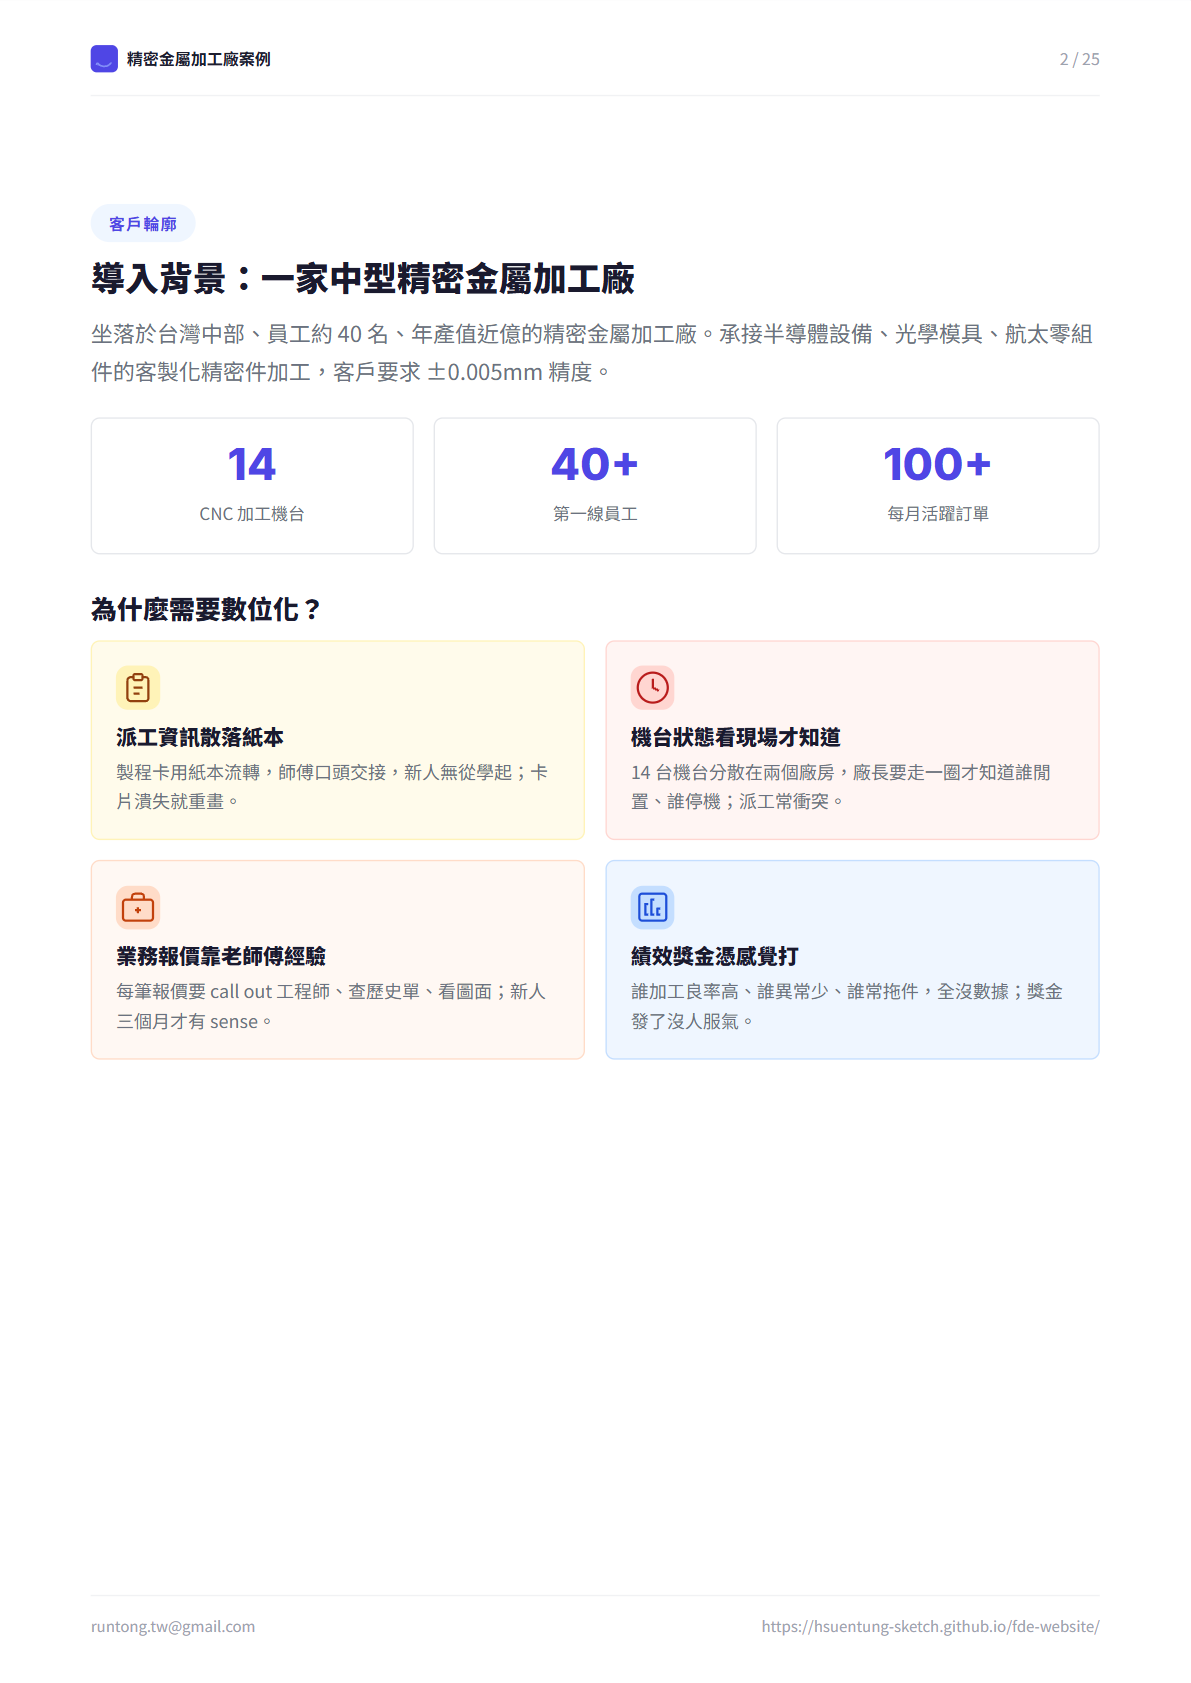 精密金屬加工廠案例
2 / 25
客戶輪廓
導入背景：一家中型精密金屬加工廠
坐落於台灣中部、員工約 40 名、年產值近億的精密金屬加工廠。承接半導體設備、光學模具、航太零組
件的客製化精密件加工，客戶要求 ±0.005mm 精度。
14
CNC 加工機台
40+
第一線員工
100+
每月活躍訂單
為什麼需要數位化？
派工資訊散落紙本
製程卡用紙本流轉，師傅口頭交接，新人無從學起；卡
片潰失就重畫。
機台狀態看現場才知道
14 台機台分散在兩個廠房，廠長要走一圈才知道誰閒
置、誰停機；派工常衝突。
業務報價靠老師傅經驗
每筆報價要 call out 工程師、查歷史單、看圖面；新人
三個月才有 sense。
績效獎金憑感覺打
誰加工良率高、誰異常少、誰常拖件，全沒數據；獎金
發了沒人服氣。
runtong.tw@gmail.com
https://hsuentung-sketch.github.io/fde-website/